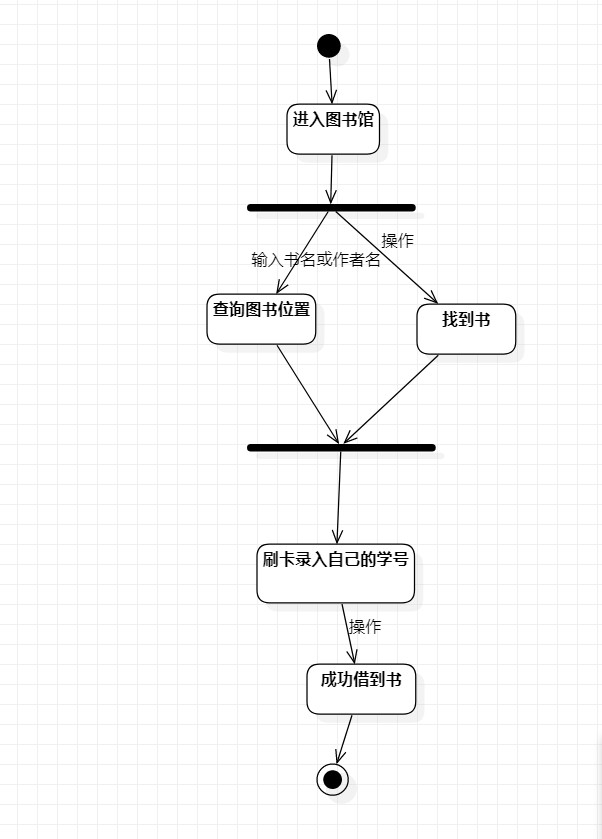 进入图书馆
操作
输入书名或作者名
查询图书位置
找到书
刷卡录入自己的学号
操作
成功借到书